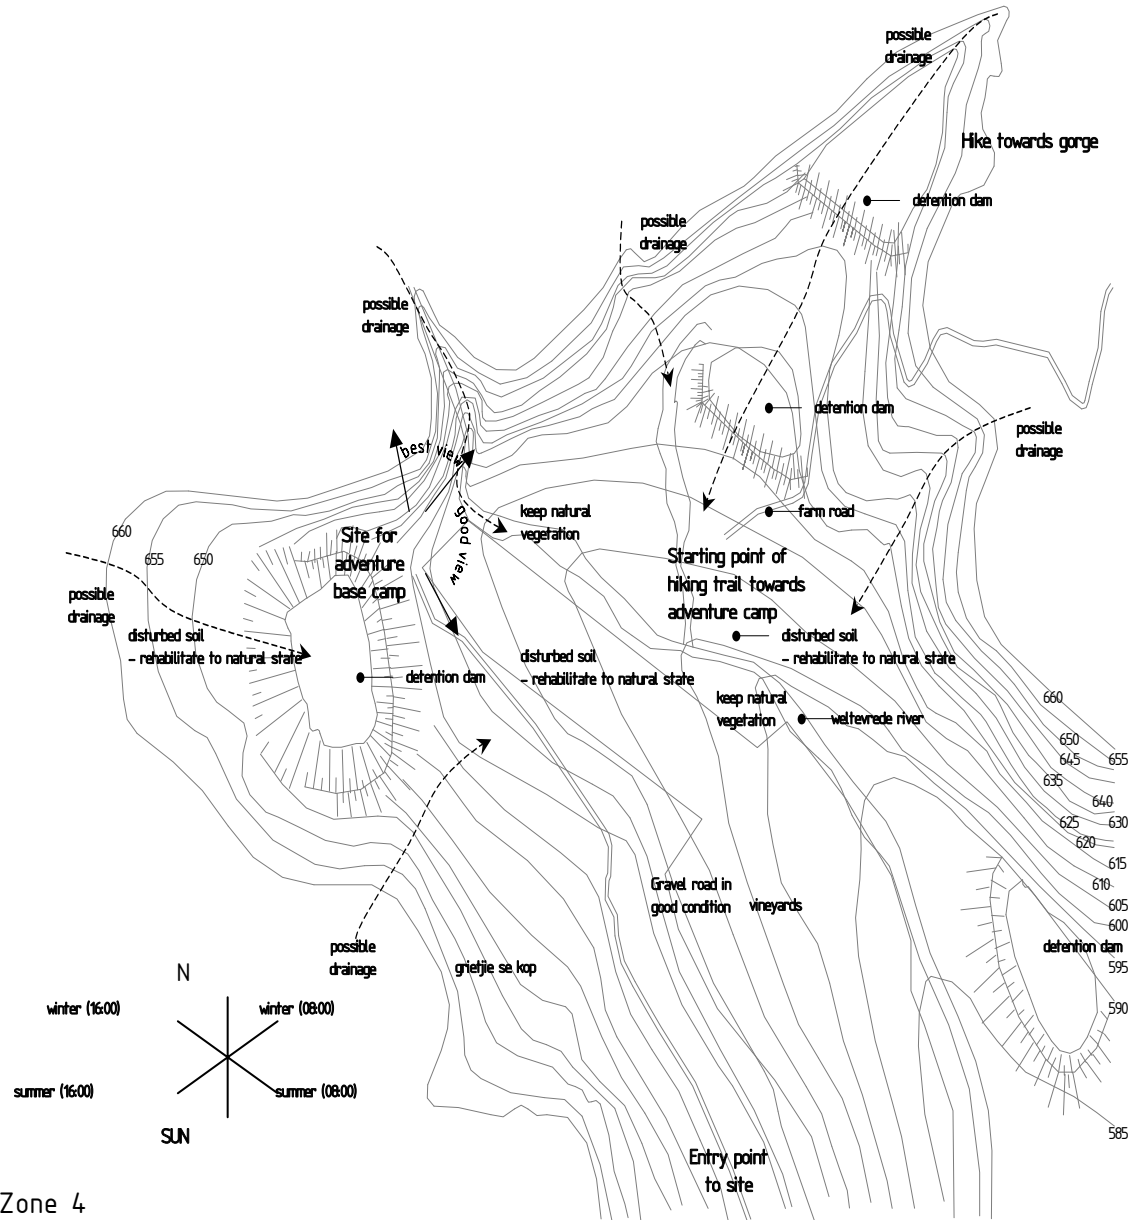 possible
drainage
Hike towards gorge
detention dam
possible
drainage
possible
drainage
detention dam
possible
drainage
best view
good view
keep natural
vegetation
farm road
Site for
adventure
base camp
660
655
650
Starting point of
hiking trail towards
adventure camp
possible
drainage
disturbed soil
- rehabilitate to natural state
disturbed soil
- rehabilitate to natural state
disturbed soil
- rehabilitate to natural state
detention dam
keep natural
vegetation
weltevrede river
660
650
655
645
635
640
625
630
620
615
610
605
600
595
590
585
Gravel road in
good condition
vineyards
detention dam
possible
drainage
grietjie se kop
N
winter (16:00)
winter (08:00)
summer (16:00)
summer (08:00)
SUN
Entry point
to site
Zone 4